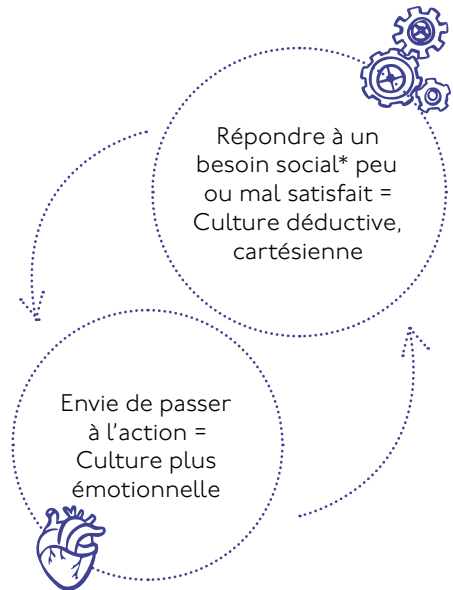 Répondre à un
besoin social* peu
ou mal satisfait =
Culture déductive,
cartésienne
Envie de passer
à l'action =
Culture plus
émotionnelle